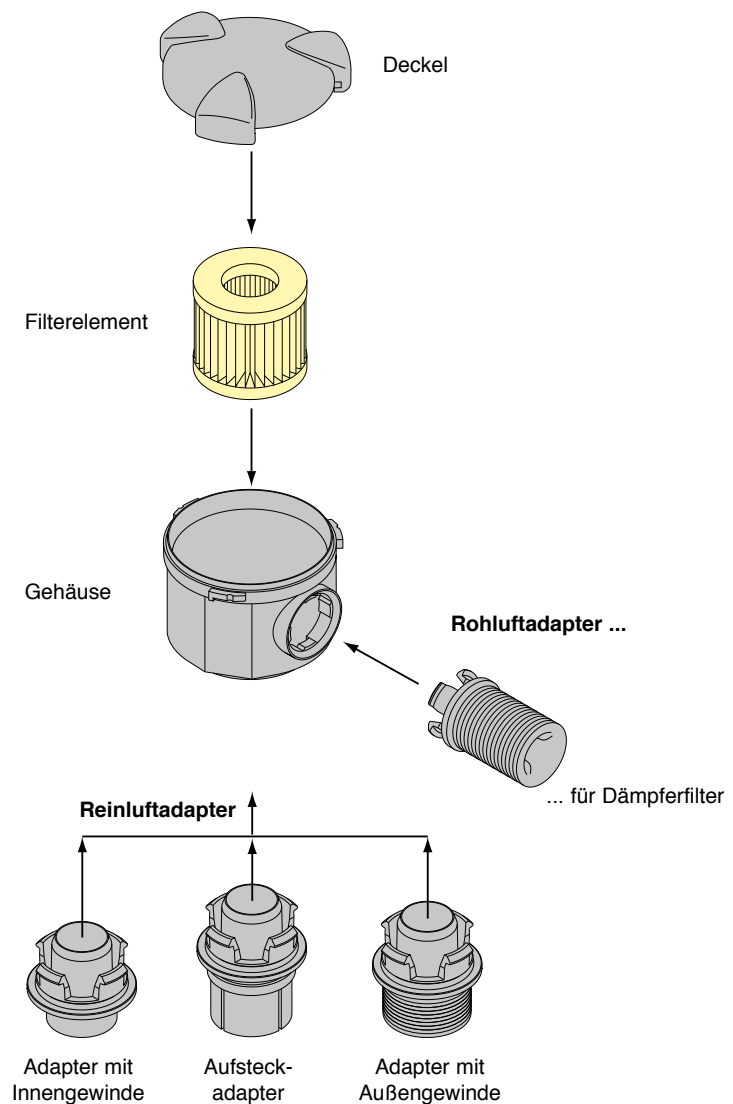 Deckel
Filterelement
Gehäuse
Rohluftadapter ...
... für Dämpferfilter
Reinluftadapter
Adapter mit
Innengewinde
Aufsteck-
adapter
Adapter mit
Außengewinde